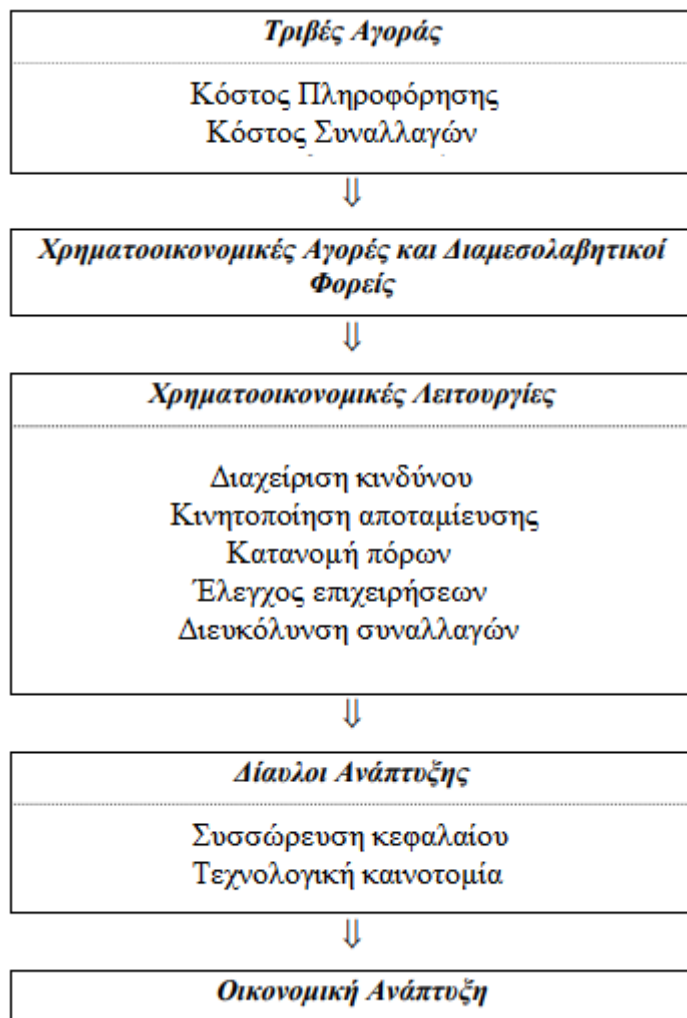 Τριβές Αγοράς
Κόστος Πληροφόρησης
Κόστος Συναλλαγών
⇓
Χρηματοοικονομικές Αγορές και Διαμεσολαβητικοί
Φορείς
⇓
Χρηματοοικονομικές Λειτουργίες
Διαχείριση κινδύνου
Κινητοποίηση αποταμίευσης
Κατανομή πόρων
Έλεγχος επιχειρήσεων
Διευκόλυνση συναλλαγών
⇓
Δίαυλοι Ανάπτυξης
Συσσώρευση κεφαλαίου
Τεχνολογική καινοτομία
⇓
Οικονομική Ανάπτυξη